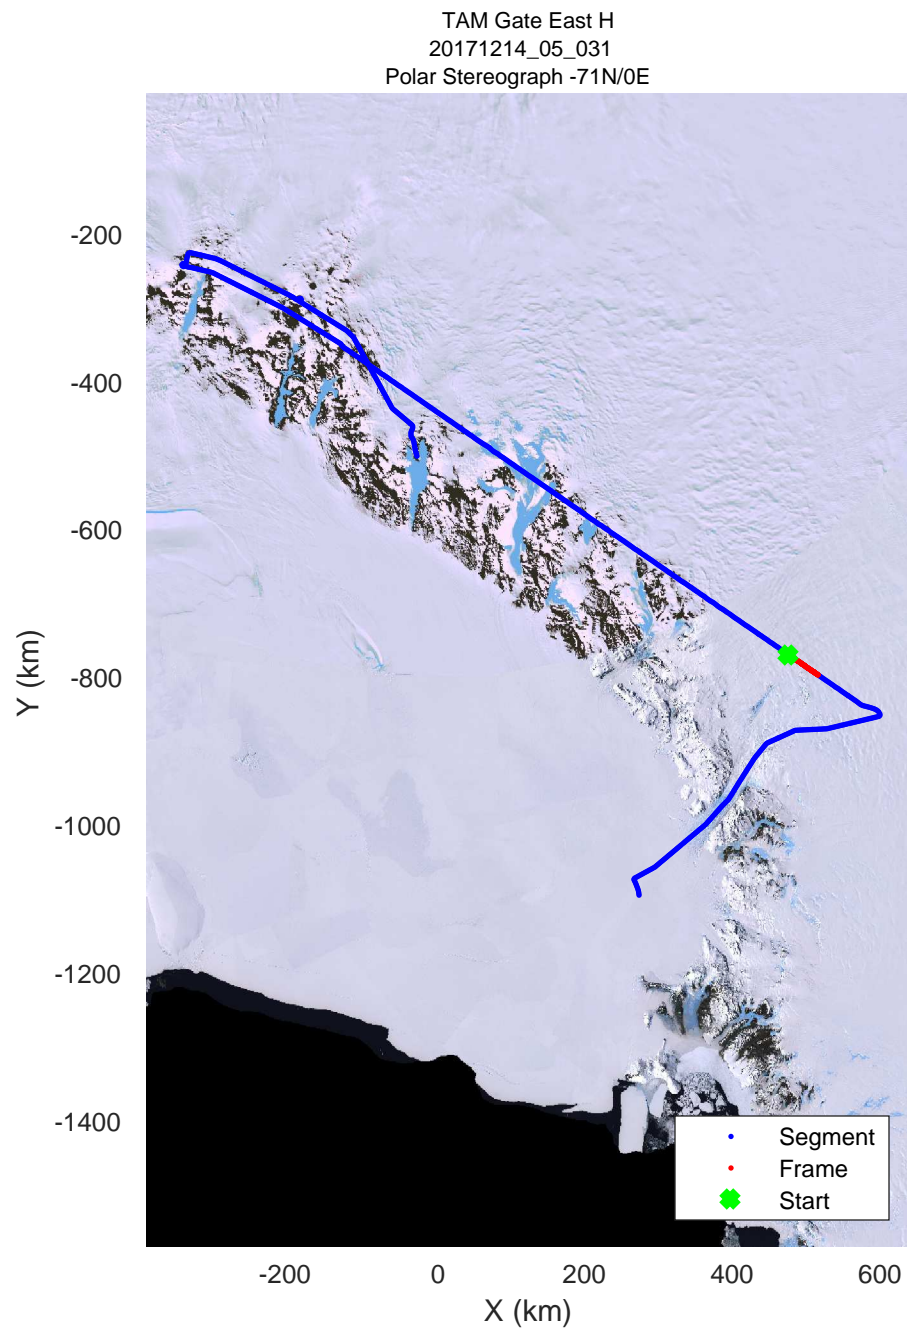 TAM Gate East H
20171214_05_031
Polar Stereograph -71N/0E
-200
-400
-600
-800
-1000
-1200
-1400
Y (km)
-200 0 200 400 600
X (km)
Segment
Frame
Start